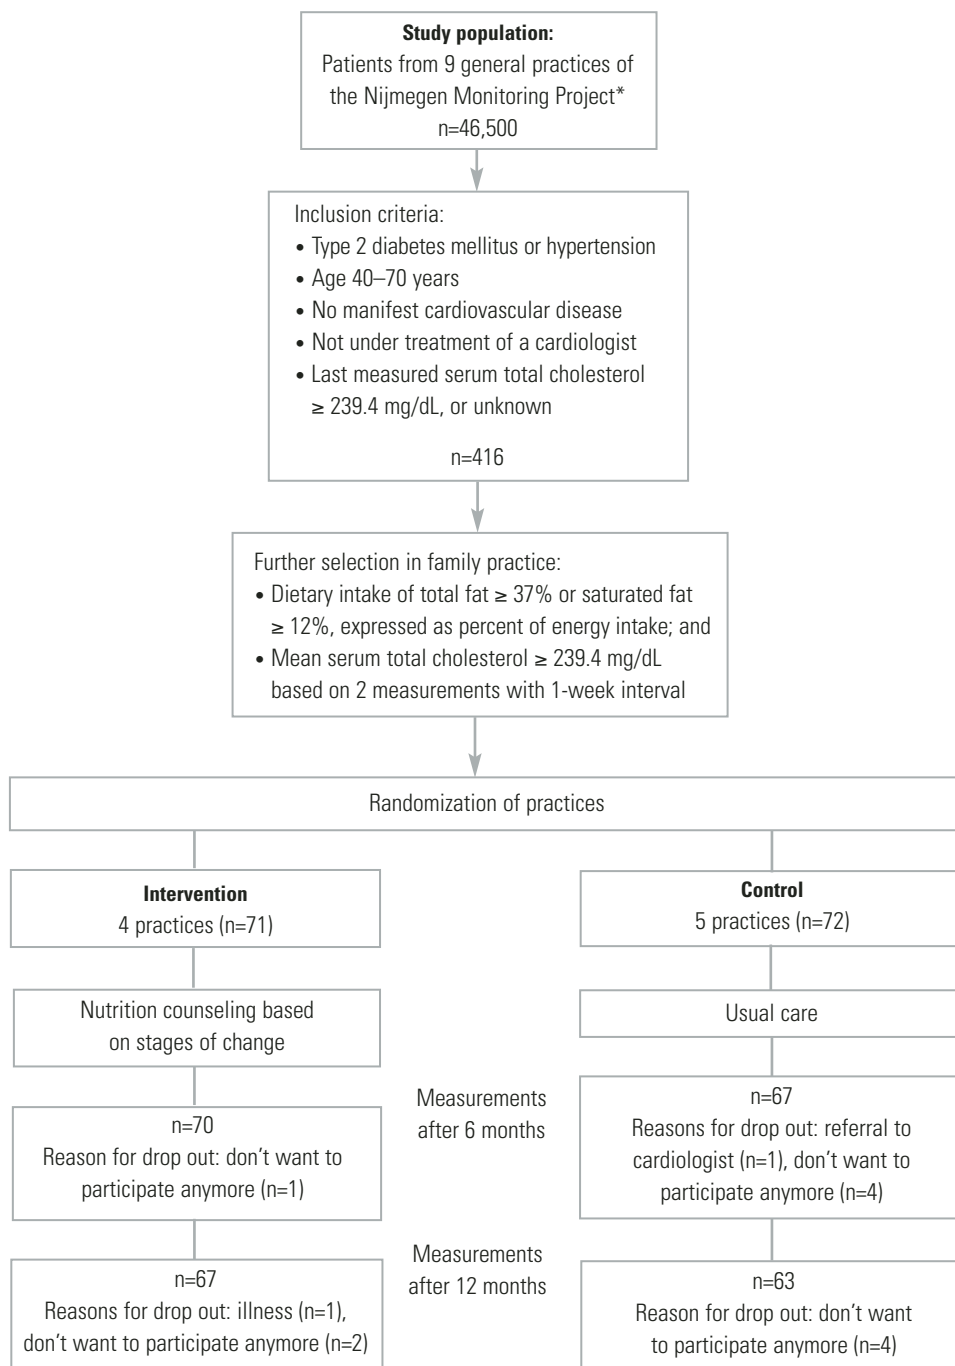 Study population:
Patients from 9 general practices of
the Nijmegen Monitoring Project*
n=46,500
Inclusion criteria:
• Type 2 diabetes mellitus or hypertension
• Age 40–70 years
• No manifest cardiovascular disease
• Not under treatment of a cardiologist
• Last measured serum total cholesterol
≥ 239.4 mg/dL, or unknown
n=416
Further selection in family practice:
• Dietary intake of total fat ≥ 37% or saturated fat
≥ 12%, expressed as percent of energy intake; and
• Mean serum total cholesterol ≥ 239.4 mg/dL
based on 2 measurements with 1-week interval
Randomization of practices
Intervention
4 practices (n=71)
Control
5 practices (n=72)
Nutrition counseling based
on stages of change
Usual care
Measurements
after 6 months
n=70
Reason for drop out: don't want to
participate anymore (n=1)
n=67
Reasons for drop out: referral to
cardiologist (n=1), don't want to
participate anymore (n=4)
Measurements
after 12 months
n=67
Reasons for drop out: illness (n=1),
don't want to participate anymore (n=2)
n=63
Reason for drop out: don't want
to participate anymore (n=4)